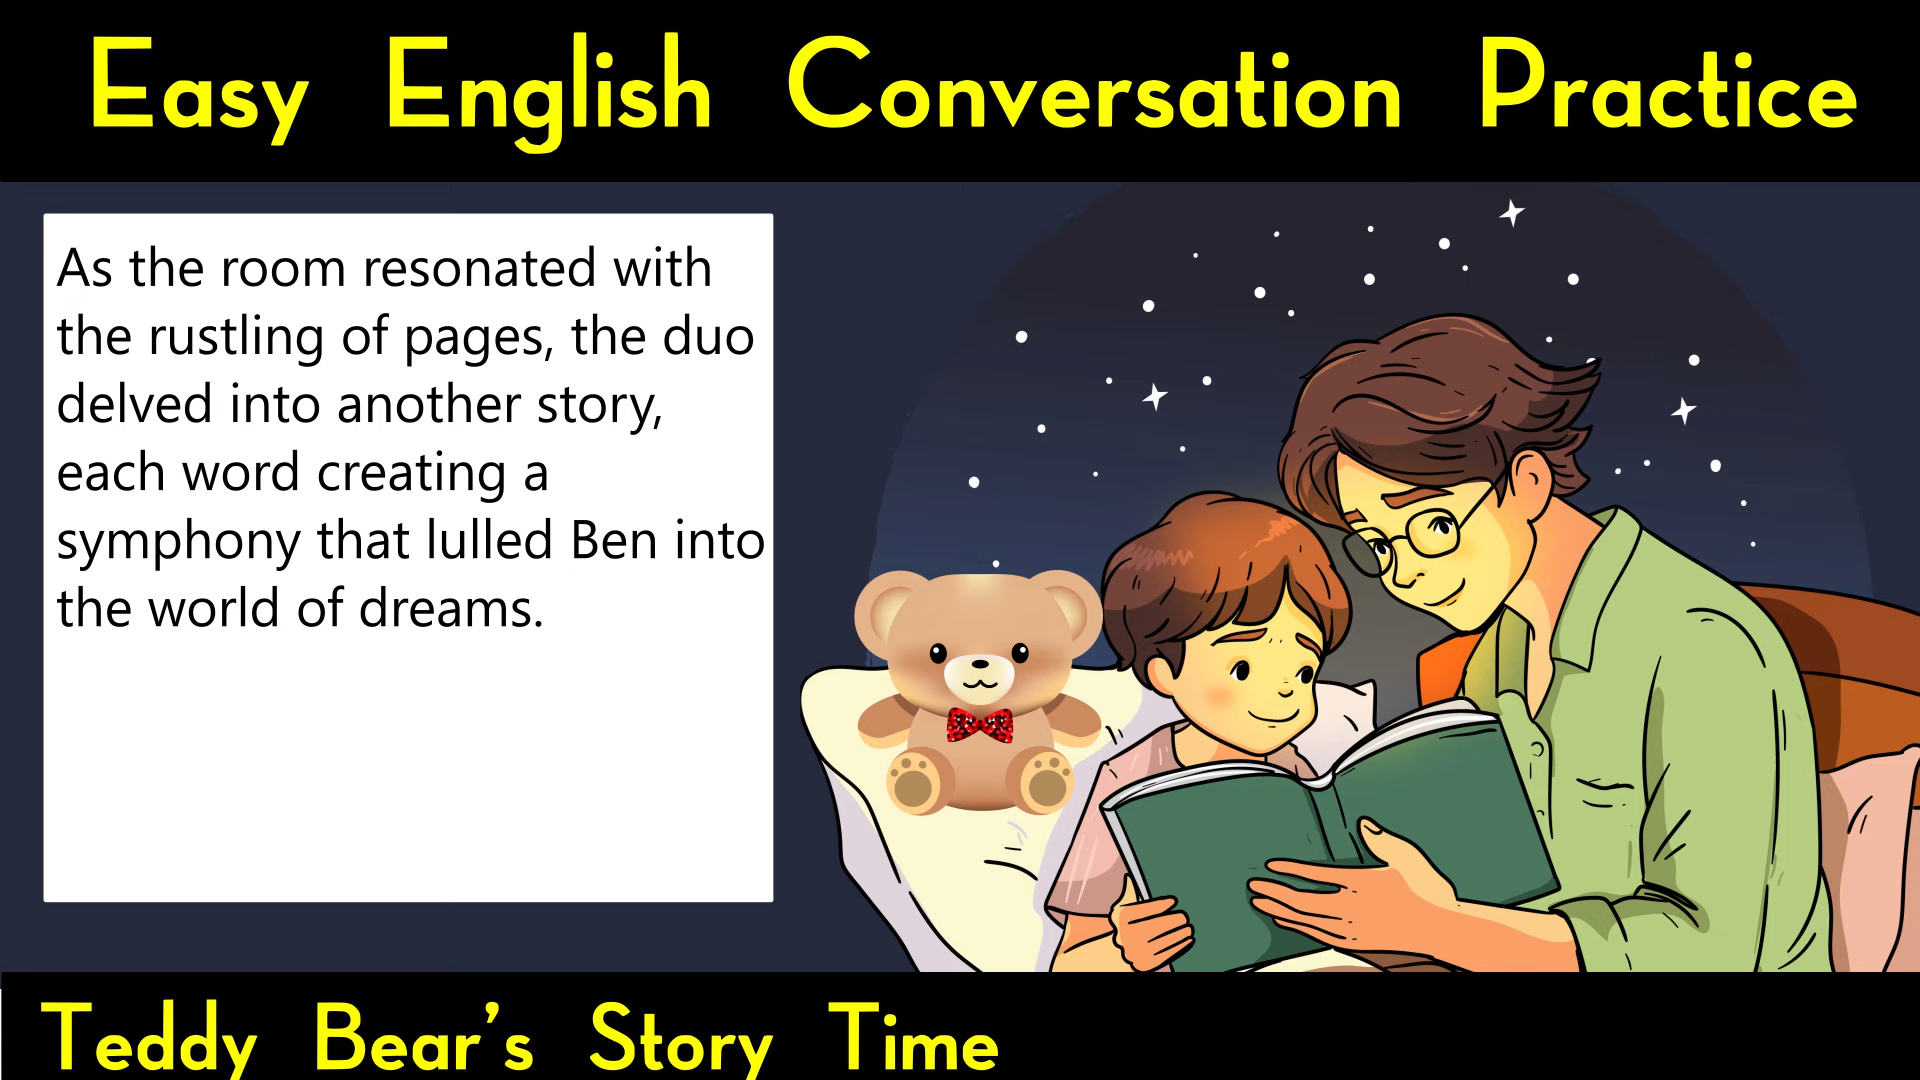 Easy English Conversation Practice
As the room resonated with
the rustling of pages, the duo
delved into another story,
each word creating a
symphony that lulled Ben into
the world of dreams.
Teddy Bear’s Story Time